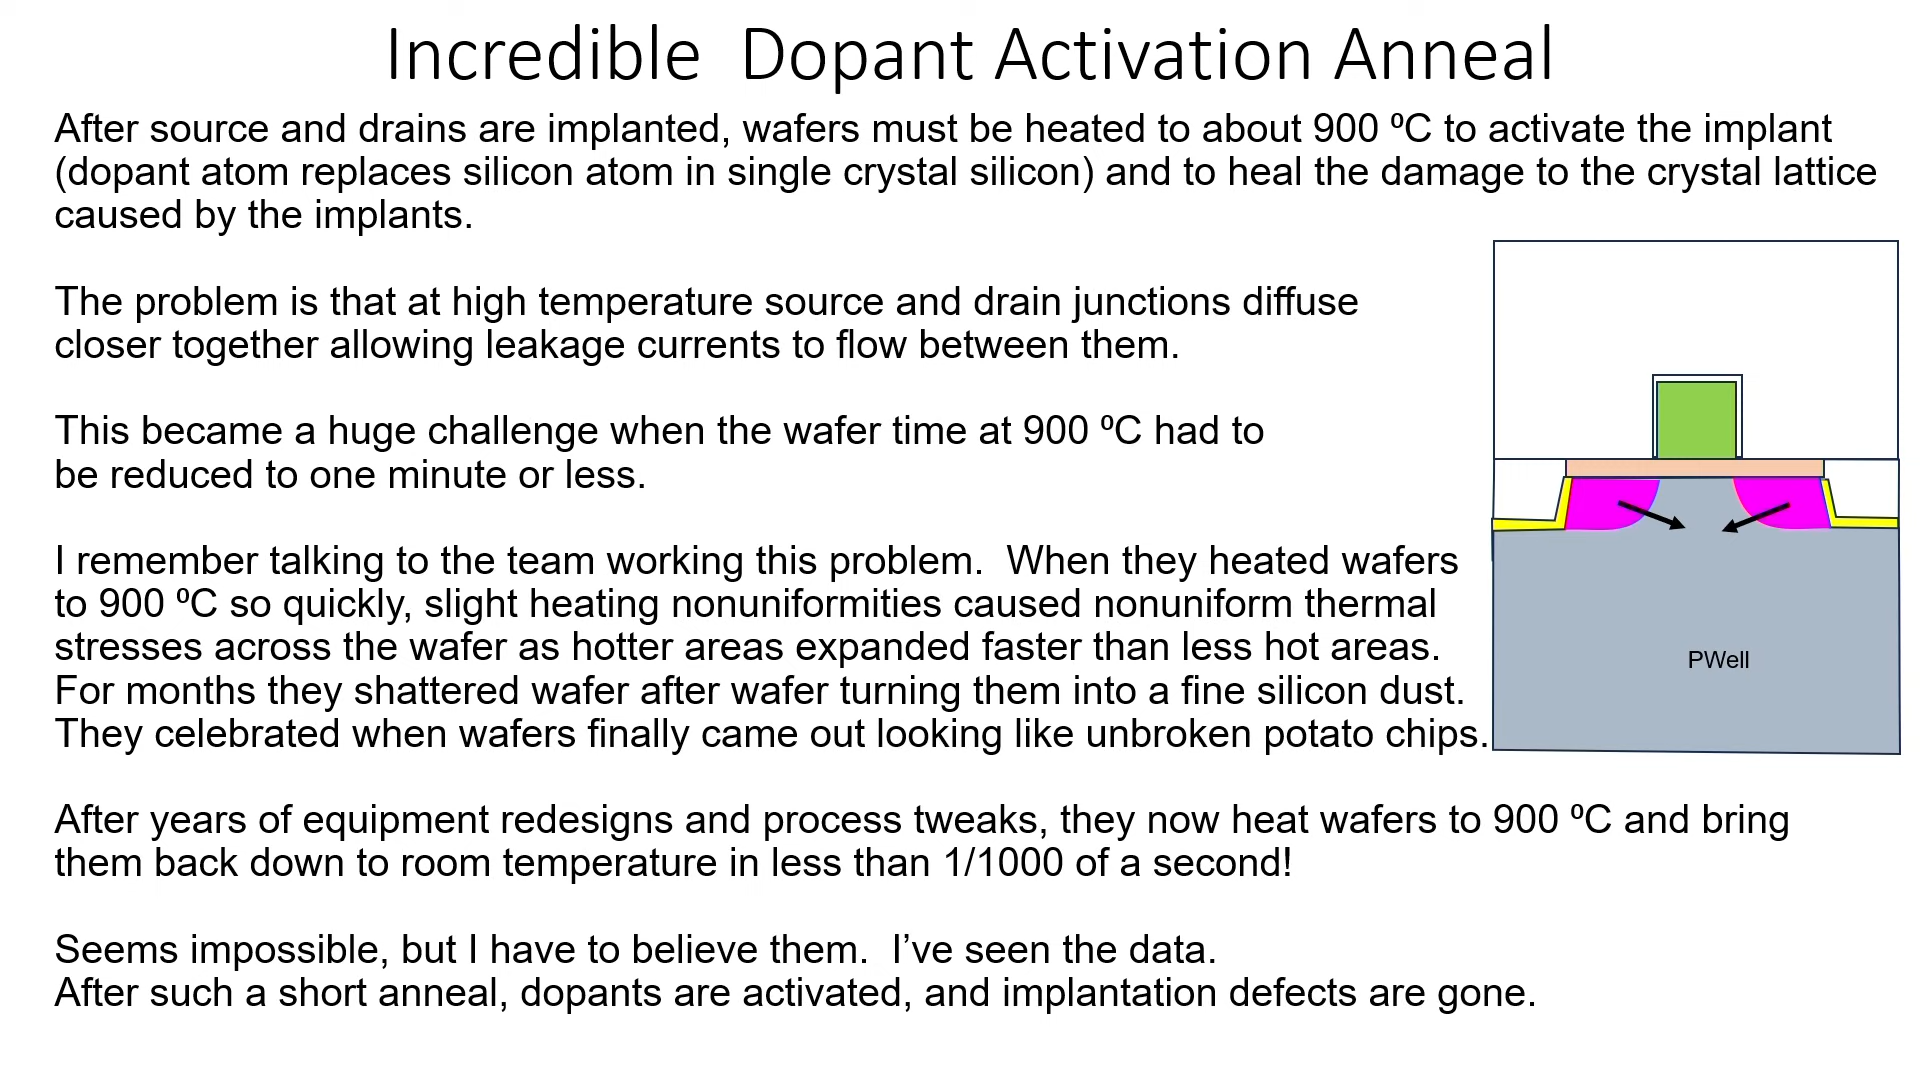 Incredible  Dopant Activation Anneal
After source and drains are implanted, wafers must be heated to about 900 ⁰C to activate the implant
(dopant atom replaces silicon atom in single crystal silicon) and to heal the damage to the crystal lattice
caused by the implants.
The problem is that at high temperature source and drain junctions diffuse
closer together allowing leakage currents to flow between them.
This became a huge challenge when the wafer time at 900 ⁰C had to
be reduced to one minute or less.
I remember talking to the team working this problem.  When they heated wafers
to 900 ⁰C so quickly, slight heating nonuniformities caused nonuniform thermal
stresses across the wafer as hotter areas expanded faster than less hot areas.
For months they shattered wafer after wafer turning them into a fine silicon dust.
They celebrated when wafers finally came out looking like unbroken potato chips.
PWell
After years of equipment redesigns and process tweaks, they now heat wafers to 900 ⁰C and bring
them back down to room temperature in less than 1/1000 of a second!
Seems impossible, but I have to believe them.  I’ve seen the data.
After such a short anneal, dopants are activated, and implantation defects are gone.